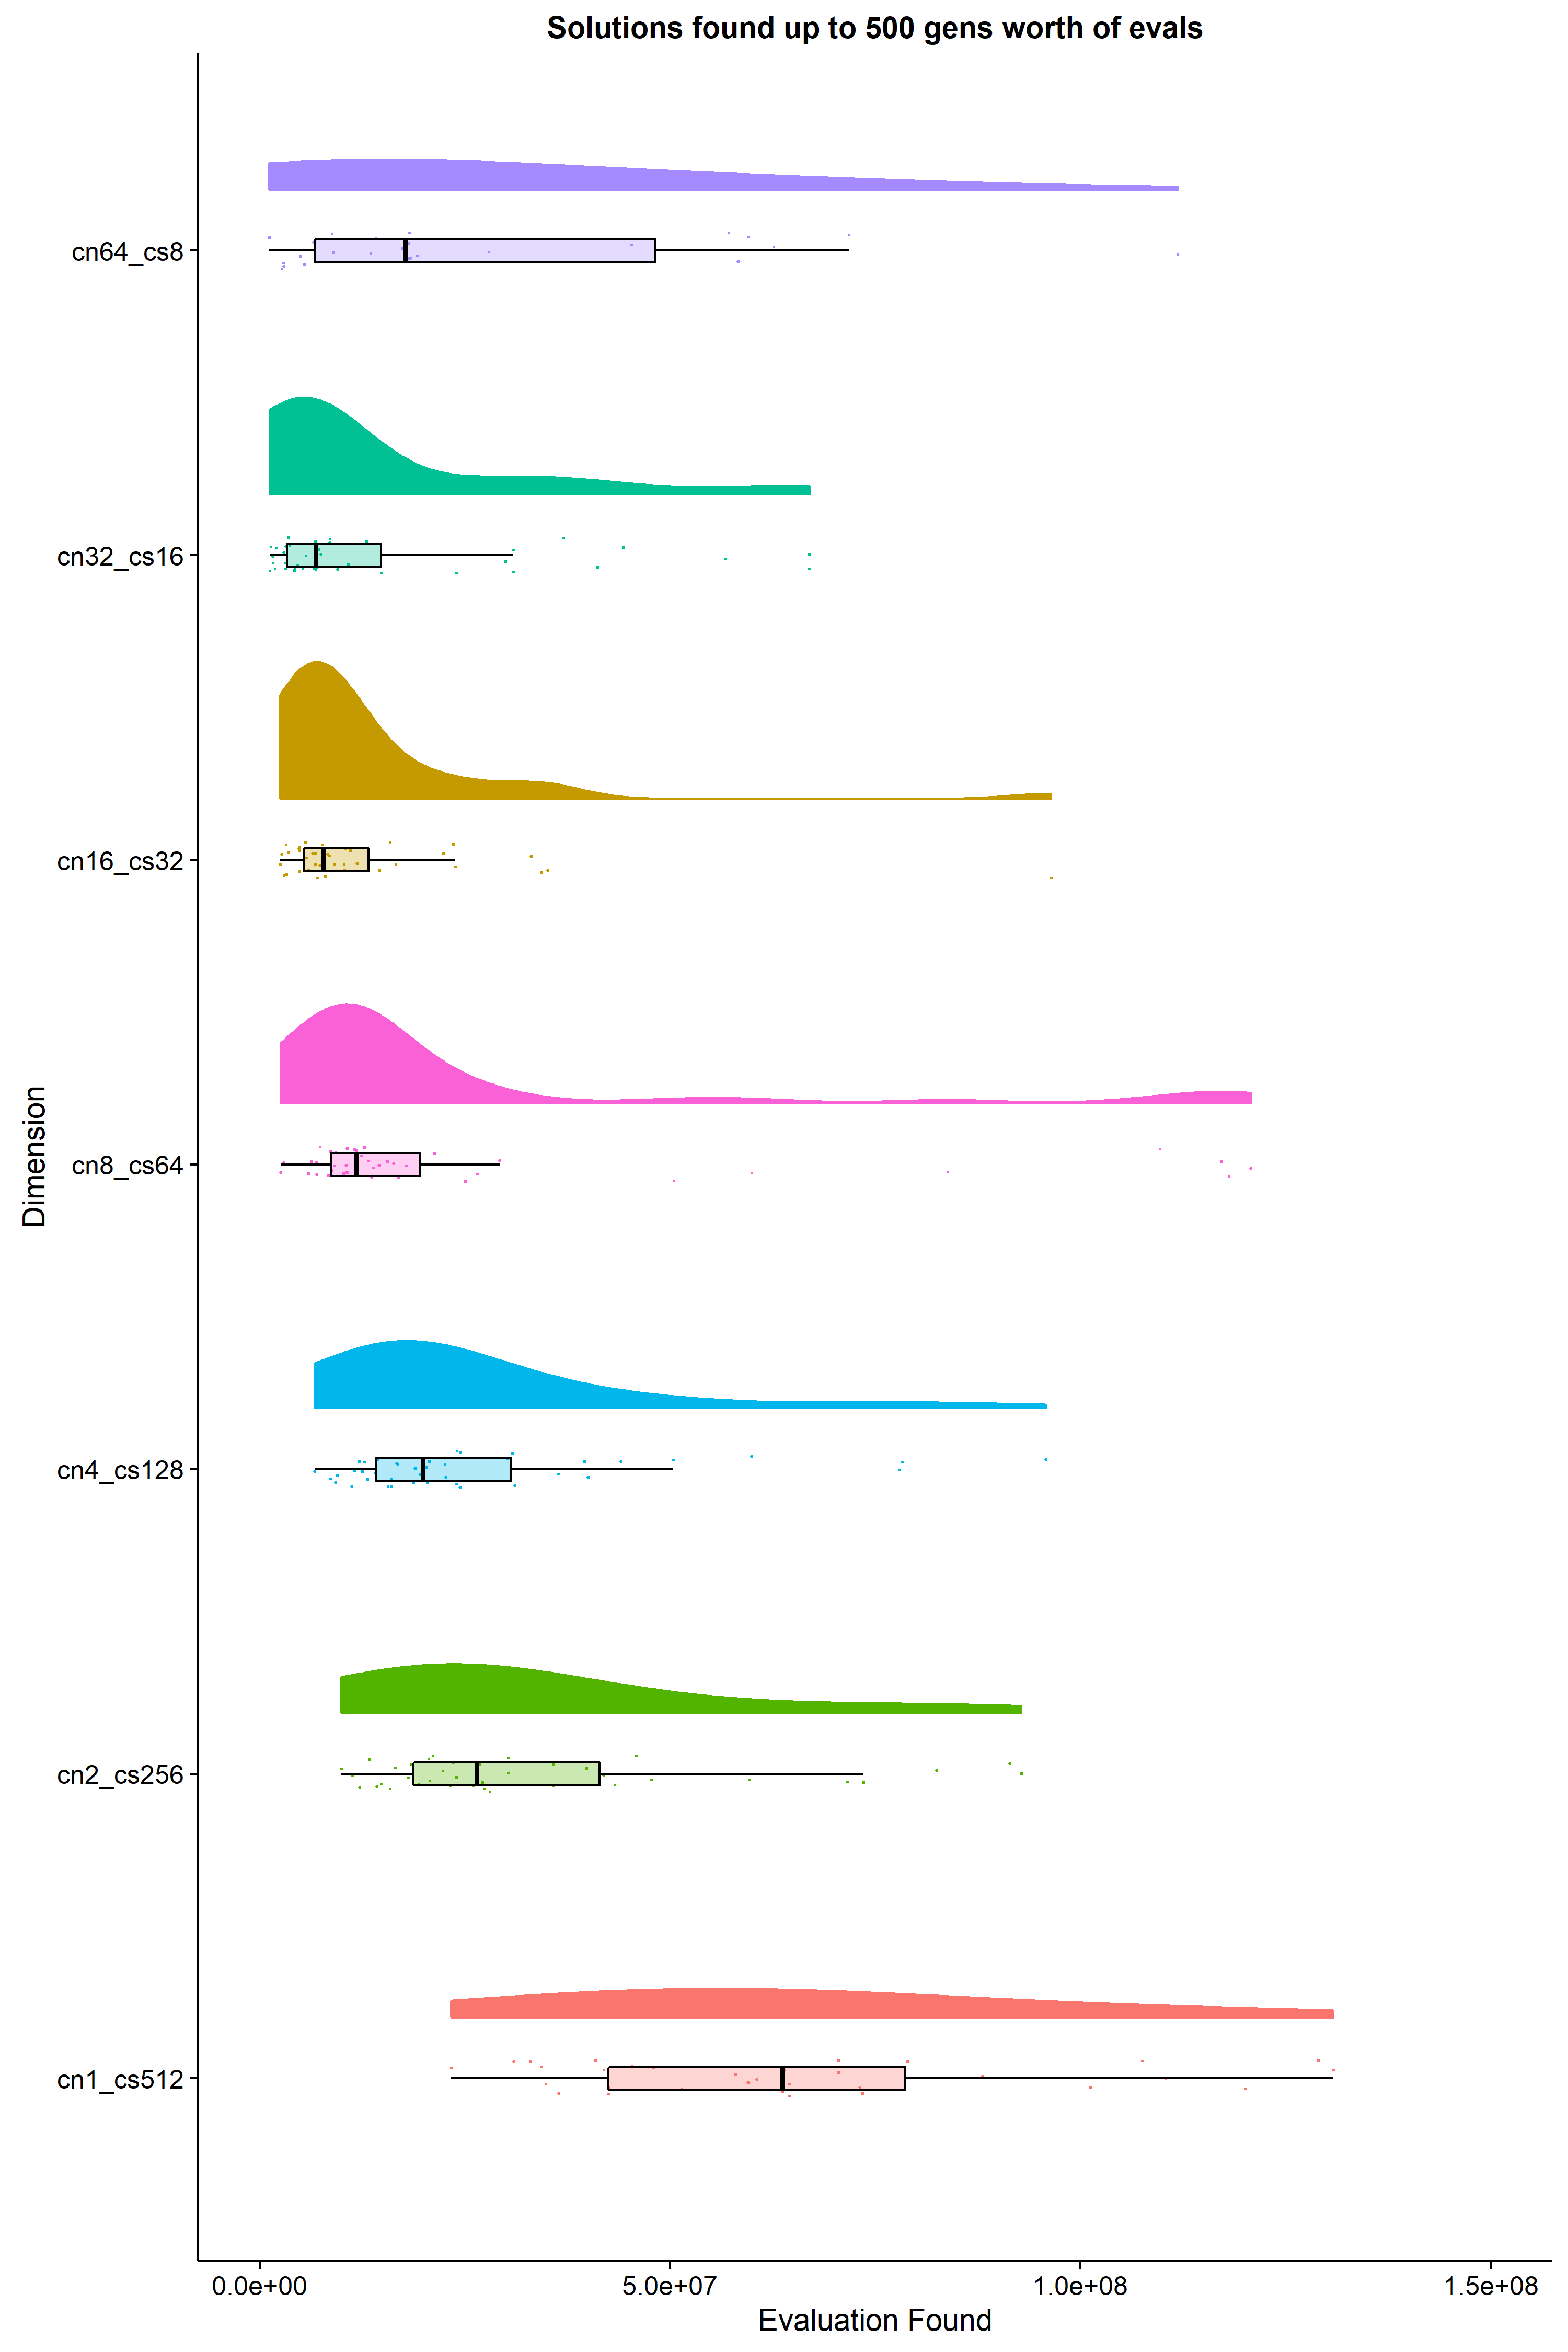 Solutions found up to 500 gens worth of evals
cn64_cs8
cn32_cs16
cn16_cs32
cn8_cs64
cn4_cs128
cn2_cs256
cn1_cs512
Dimension
0.0e+00
5.0e+07
1.0e+08
1.5e+08
Evaluation Found